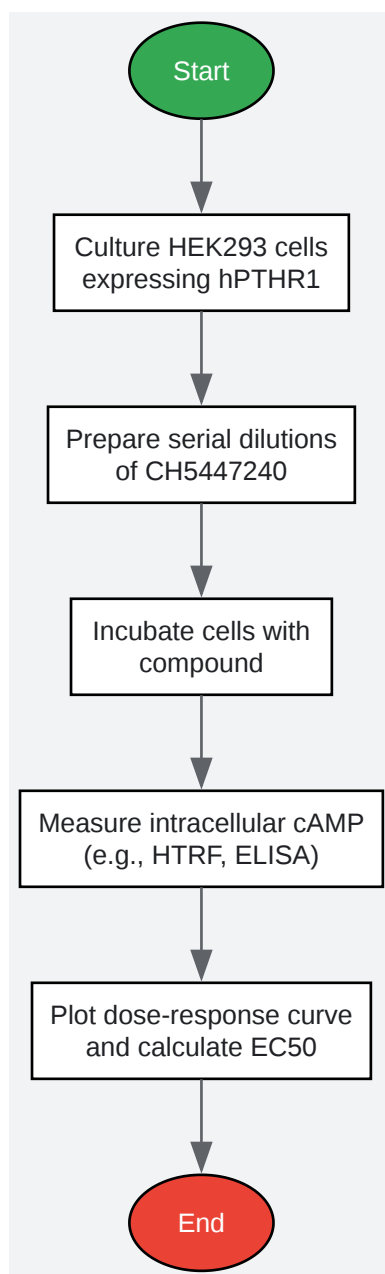 Start
Culture HEK293 cells
expressing hPTHR1
Prepare serial dilutions
of CH5447240
Incubate cells with
compound
Measure intracellular cAMP
(e.g., HTRF, ELISA)
Plot dose-response curve
and calculate EC50
End